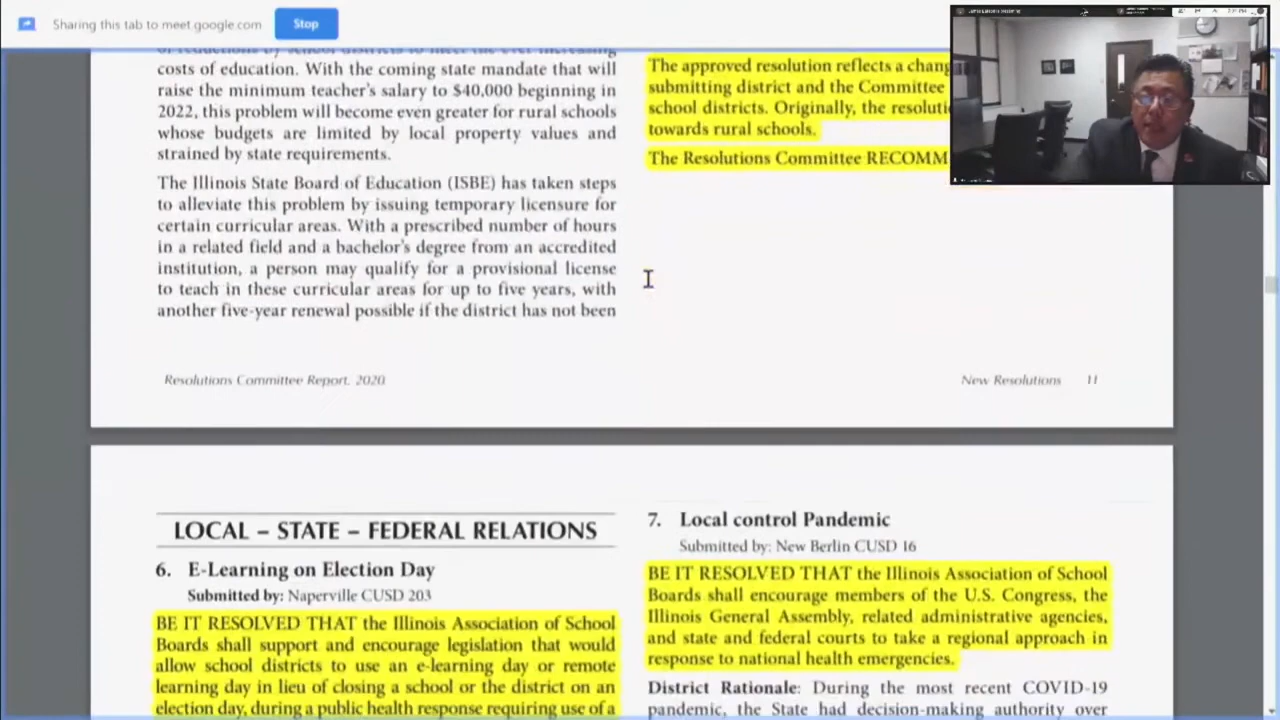 Sharing this tab to meet.google.com
Stop
of reductions by school districts to meet the ever increasing
costs of education. With the coming state mandate that will
raise the minimum teacher's salary to $40,000 beginning in
2022, this problem will become even greater for rural schools
whose budgets are limited by local property values and
strained by state requirements.
The Illinois State Board of Education (ISBE) has taken steps
to alleviate this problem by issuing temporary licensure for
certain curricular areas. With a prescribed number of hours
in a related field and a bachelor's degree from an accredited
institution, a person may qualify for a provisional license
to teach in these curricular areas for up to five years, with
another five-year renewal possible if the district has not been
The approved resolution reflects a chang
submitting district and the Committee
school districts. Originally, the resoluti
towards rural schools.
The Resolutions Committee RECOMM
Resolutions Committee Report, 2020
New Resolutions 11
LOCAL – STATE – FEDERAL RELATIONS
6. E-Learning on Election Day
Submitted by: Naperville CUSD 203
BE IT RESOLVED THAT the Illinois Association of School
Boards shall support and encourage legislation that would
allow school districts to use an e-learning day or remote
learning day in lieu of closing a school or the district on an
election day, during a public health response requiring use of a
7. Local control Pandemic
Submitted by: New Berlin CUSD 16
BE IT RESOLVED THAT the Illinois Association of School
Boards shall encourage members of the U.S. Congress, the
Illinois General Assembly, related administrative agencies,
and state and federal courts to take a regional approach in
response to national health emergencies.
District Rationale: During the most recent COVID-19
pandemic, the State had decision-making authority over